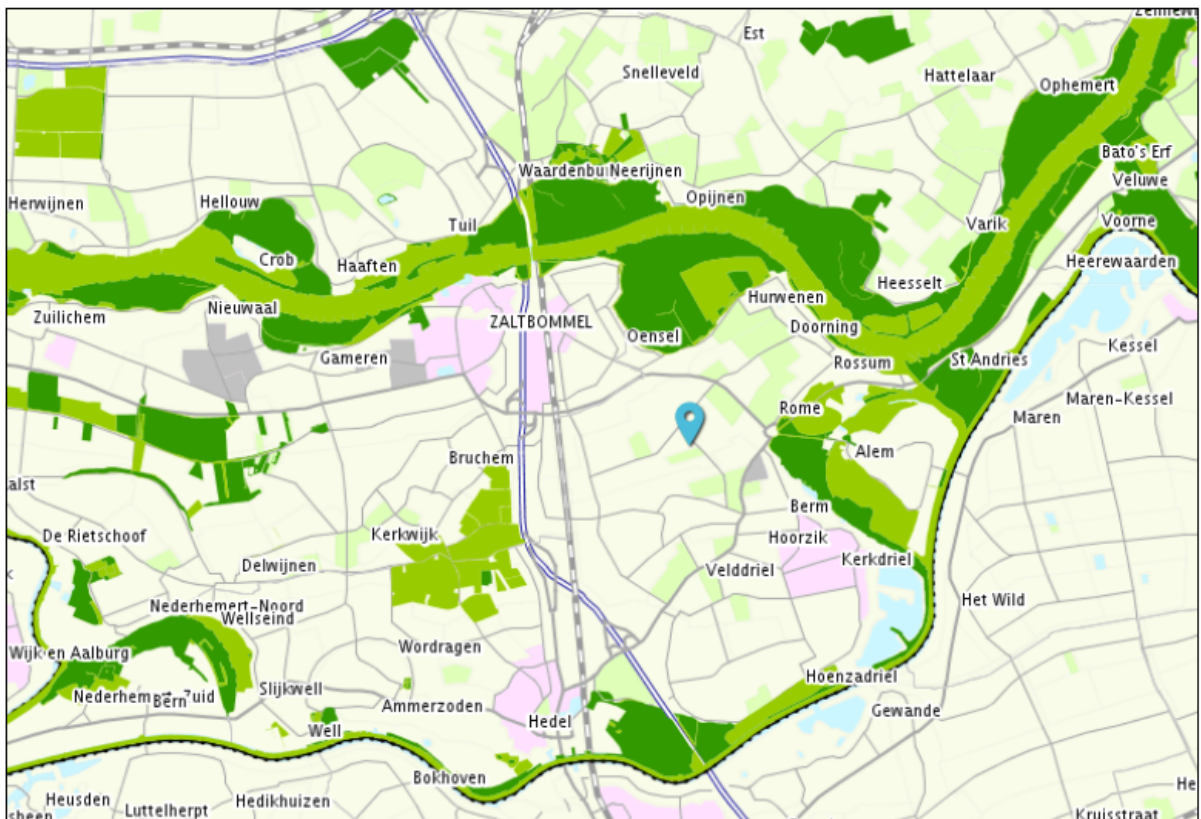 Zennewi
Est
Snelleveld
Hattelaar
Ophemert
Bato's Erf
Veluwe
Waardenbu
Neerijnen
Herwijnen
Hellouw
Opijnen
Tuil
Varik
Voorne
Crob
Haaften
Heerewaarden
Heesselt
Hurwenen
Nieuwaal
Zuilichem
ZALTBOMMEL
Doorning
Oensel
Kessel
Gameren
Rossum
St Andries
Maren-Kessel
Rome
Maren
Bruchem
Alem
alst
Berm
De Rietschoof
Kerkwijk
Hoorzik
Delwijnen
Velddriel
Kerkdriel
Nederhemert-Noord
Wellseind
Het Wild
Wijk en Aalburg
Wordragen
Hoenzadriel
Slijkwell
Nederhemert-Zuid
Bern
Ammerzoden
Gewande
Hedel
Well
Bokhoven
He
Heusden
Hedikhuizen
Luttelherpt
sheen
Kruisstraat